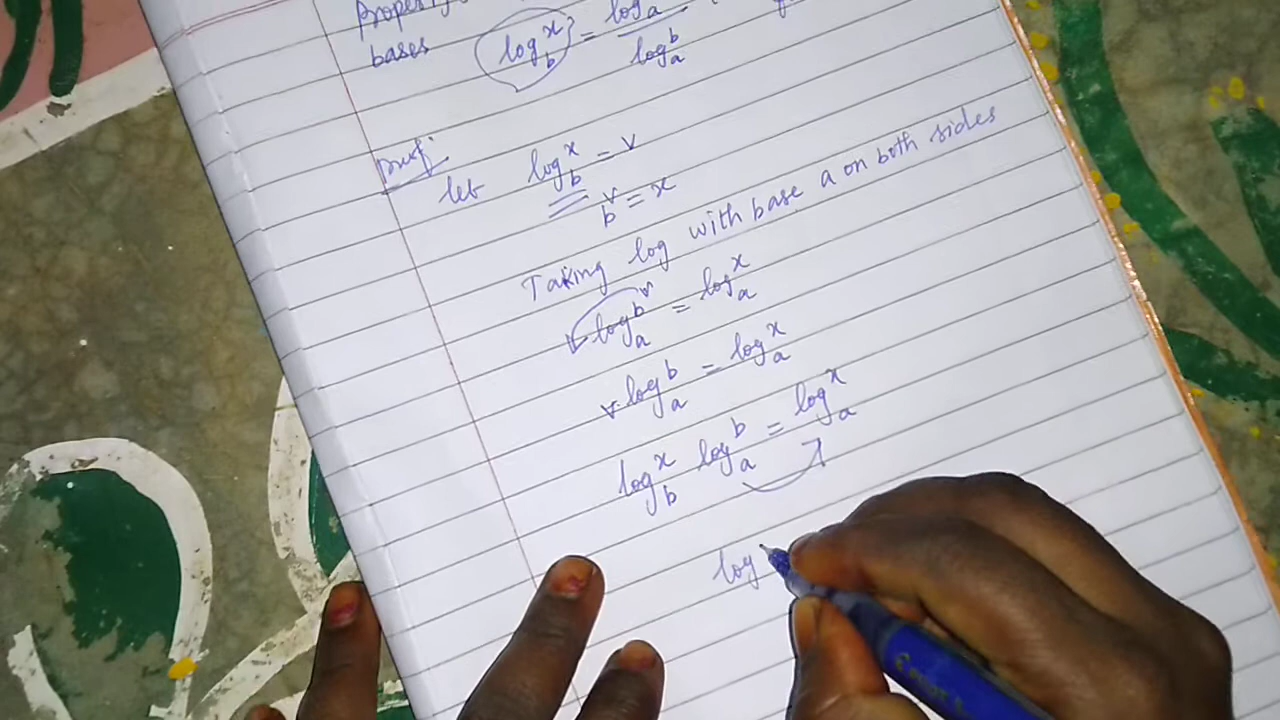 bases log_b^x = log_a / log_a^b
proof
let log_b^x = v
b^v = x
Taking log with base a on both sides
log_a b^v = log_a^x
v log_a^b = log_a^x
log_b^x log_a^b = log_a^x
log